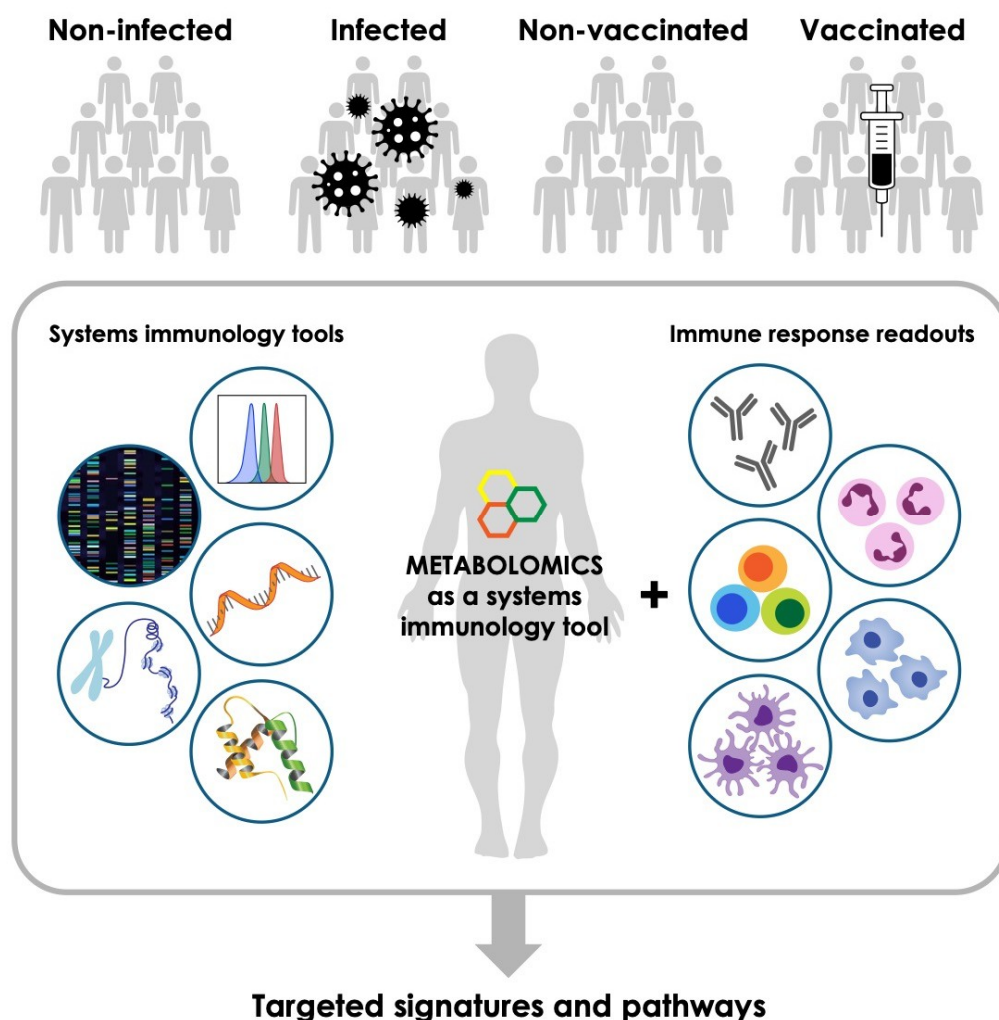 Non-infected
Infected
Non-vaccinated
Vaccinated
Systems immunology tools
Immune response readouts
METABOLOMICS
as a systems
immunology tool
+
Targeted signatures and pathways